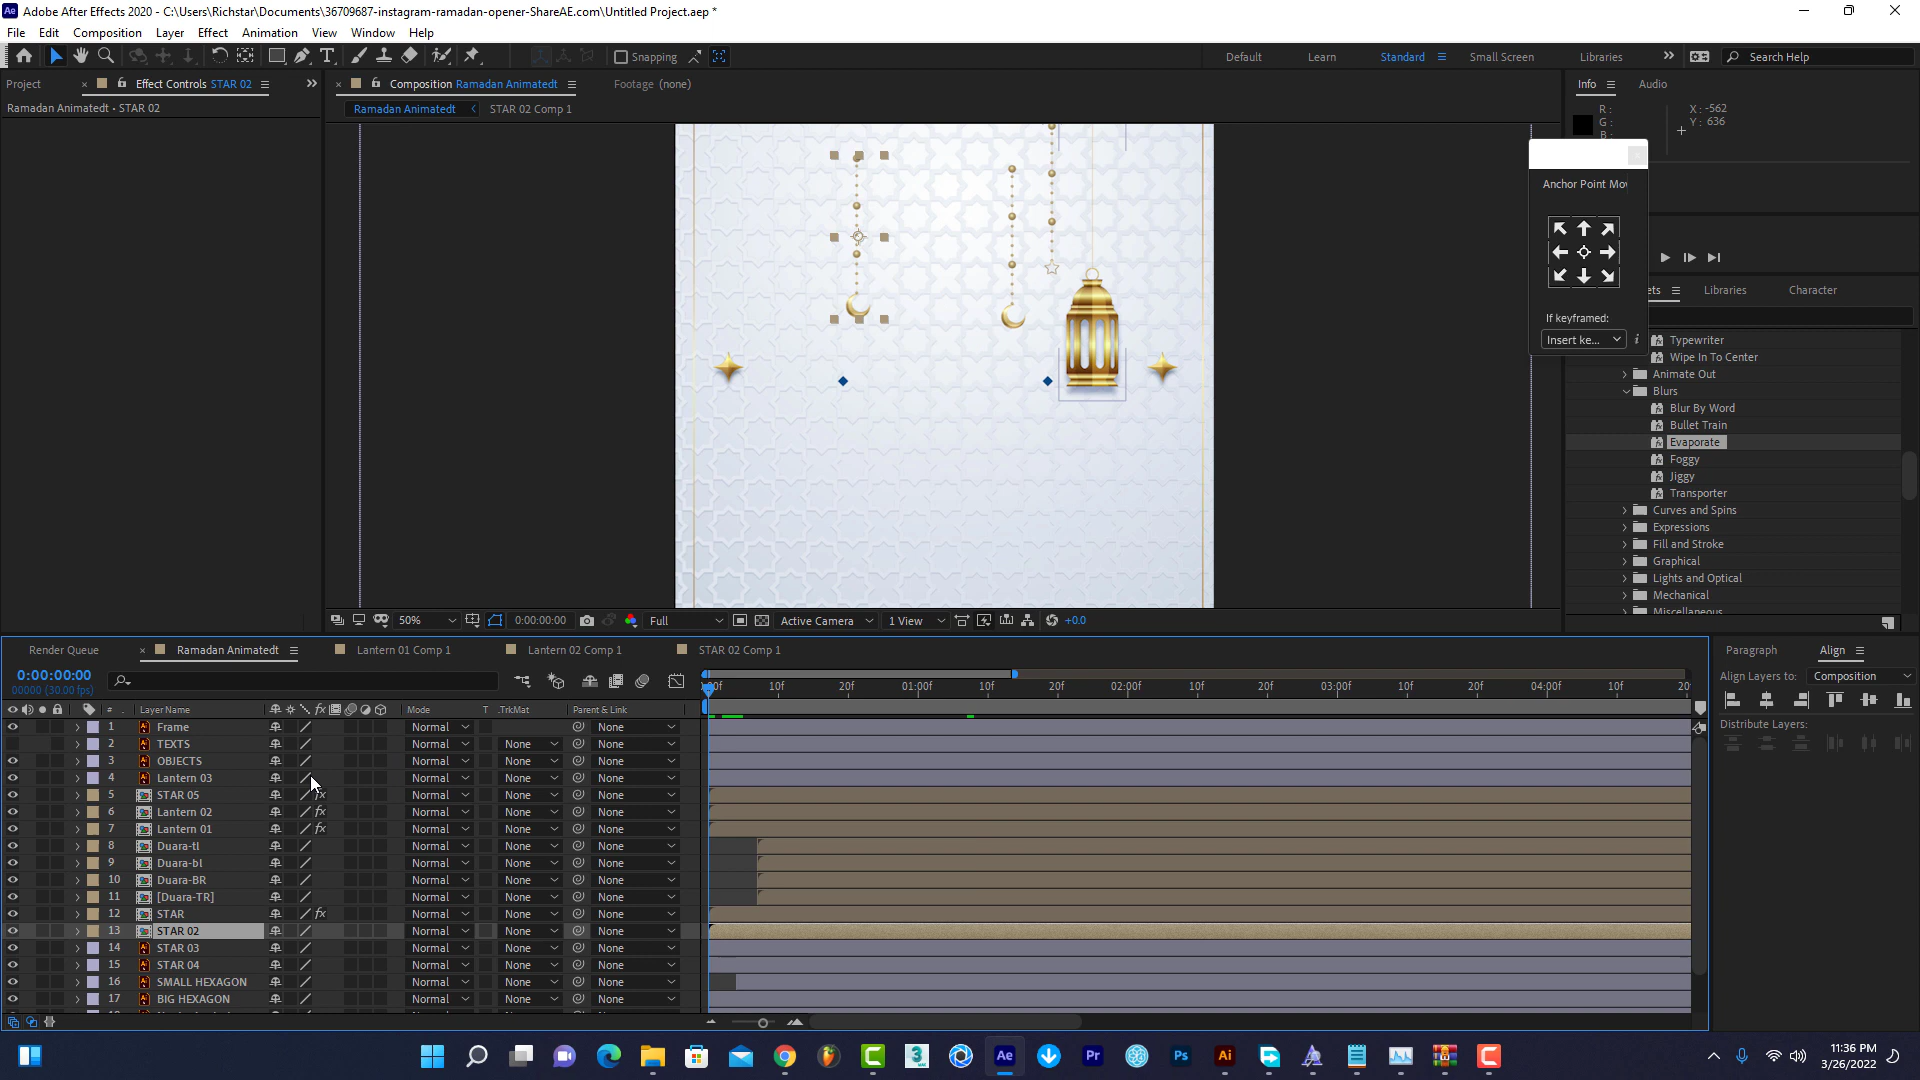 Adobe After Effects 2020 - C:\Users\Richstar\Documents\36709687-instagram-ramadan-opener-ShareAE.com\Untitled Project.aep *
File Edit Composition Layer Effect Animation View Window Help
Snapping Default Learn Standard Small Screen Libraries Search Help
Project Effect Controls STAR 02 Composition Ramadan Animatedt Footage (none) Info Audio
Ramadan Animatedt • STAR 02
Ramadan Animatedt STAR 02 Comp 1
R :
G :
B :
X : -562
Y : 636
Anchor Point Mov
If keyframed:
Insert ke...
Libraries Character
Typewriter
Wipe In To Center
Animate Out
Blurs
Blur By Word
Bullet Train
Evaporate
Foggy
Jiggy
Transporter
Curves and Spins
Expressions
Fill and Stroke
Graphical
Lights and Optical
Mechanical
Miscellaneous
50% 0:00:00:00 Full Active Camera 1 View +0.0
Render Queue Ramadan Animatedt Lantern 01 Comp 1 Lantern 02 Comp 1 STAR 02 Comp 1
Paragraph Align
0:00:00:00
00000 (30.00 fps)
:00f 10f 20f 01:00f 10f 20f 02:00f 10f 20f 03:00f 10f 20f 04:00f 10f 20
Align Layers to: Composition
Distribute Layers:
# Layer Name Mode T .TrkMat Parent & Link
1 Frame Normal None
2 TEXTS Normal None None
3 OBJECTS Normal None None
4 Lantern 03 Normal None None
5 STAR 05 fx Normal None None
6 Lantern 02 fx Normal None None
7 Lantern 01 fx Normal None None
8 Duara-tl Normal None None
9 Duara-bl Normal None None
10 Duara-BR Normal None None
11 [Duara-TR] Normal None None
12 STAR fx Normal None None
13 STAR 02 Normal None None
14 STAR 03 Normal None None
15 STAR 04 Normal None None
16 SMALL HEXAGON Normal None None
17 BIG HEXAGON Normal None None
11:36 PM
3/26/2022